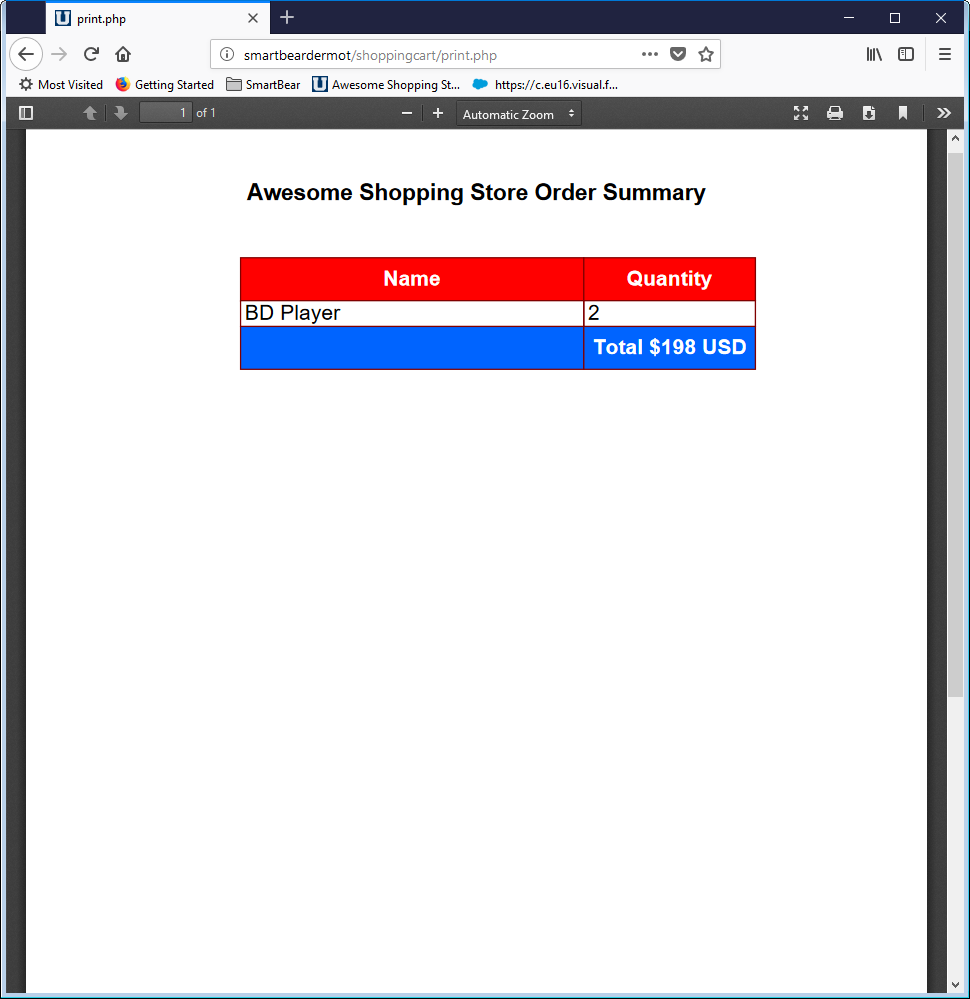 print.php
smartbeardermot/shoppingcart/print.php
Most Visited Getting Started SmartBear Awesome Shopping St... https://c.eu16.visual.f...
1 of 1 Automatic Zoom
Awesome Shopping Store Order Summary
Name Quantity
BD Player 2
Total $198 USD